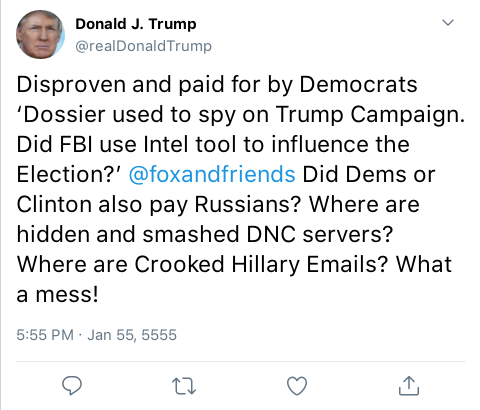 Donald J. Trump
@realDonaldTrump
Disproven and paid for by Democrats
‘Dossier used to spy on Trump Campaign.
Did FBI use Intel tool to influence the
Election?’ @foxandfriends Did Dems or
Clinton also pay Russians? Where are
hidden and smashed DNC servers?
Where are Crooked Hillary Emails? What
a mess!
5:55 PM · Jan 55, 5555